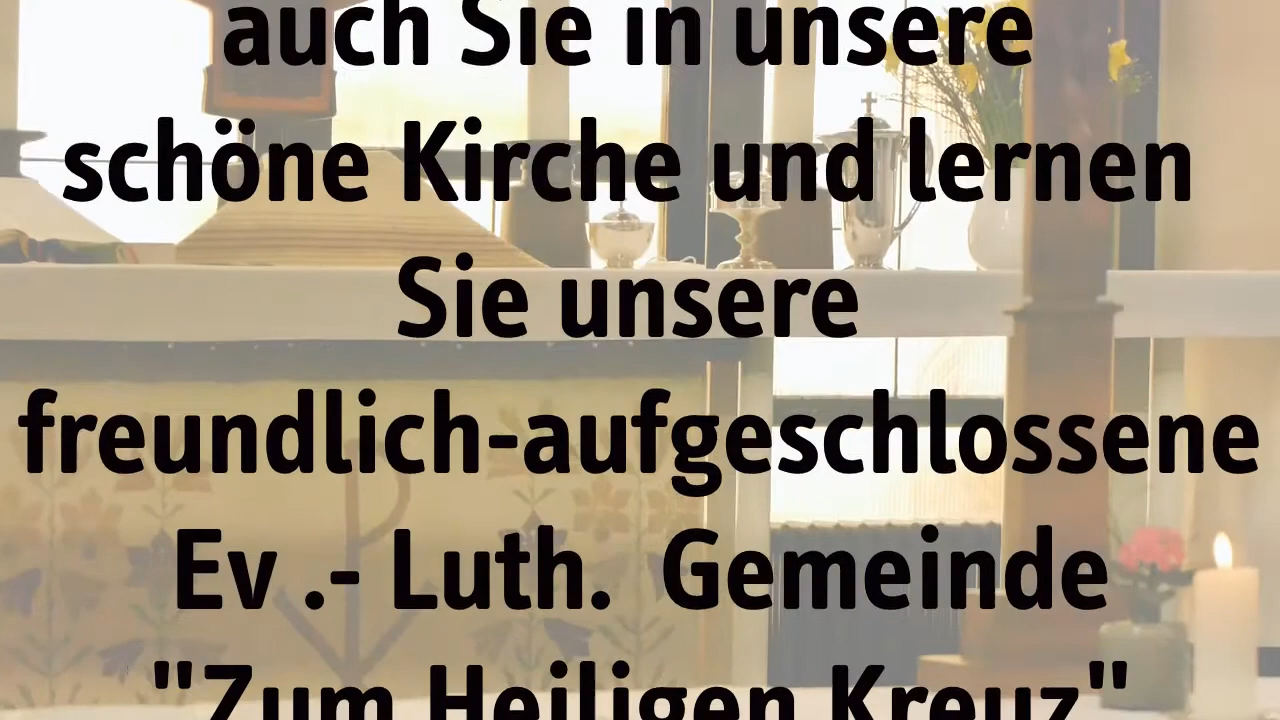 auch Sie in unsere
schöne Kirche und lernen
Sie unsere
freundlich-aufgeschlossene
Ev .- Luth.  Gemeinde
"Zum Heiligen Kreuz"